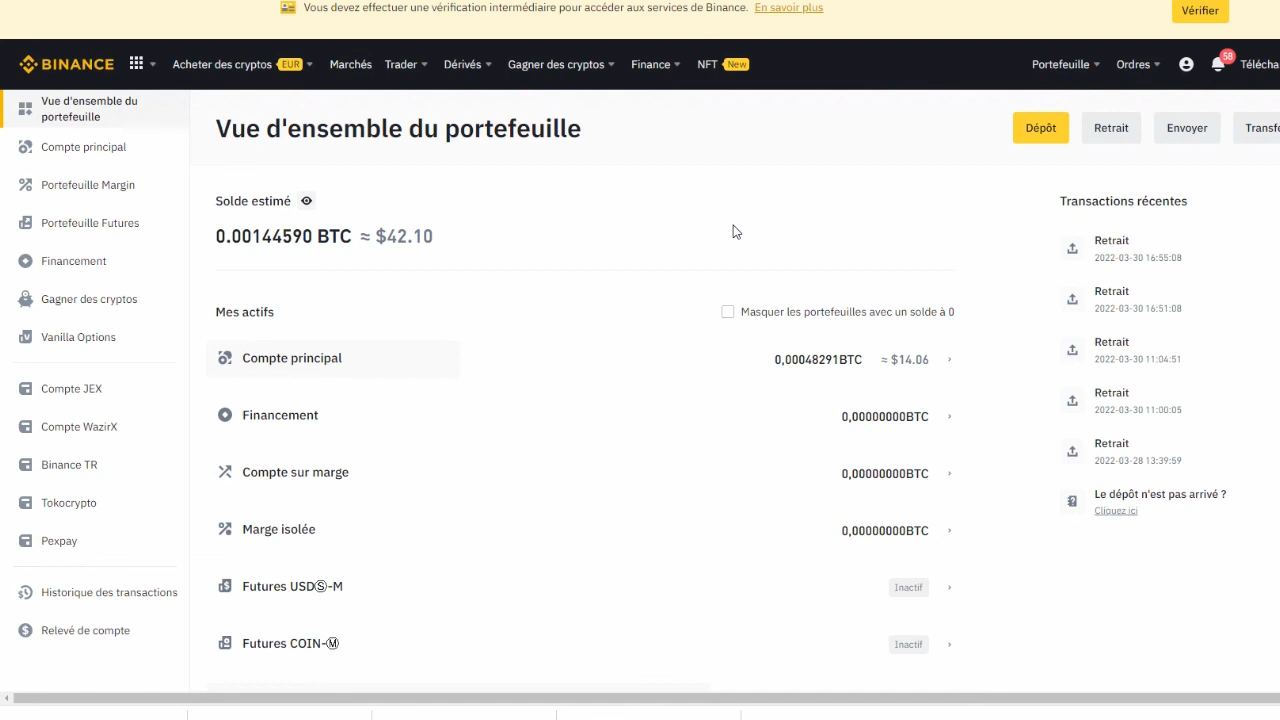 Vous devez effectuer une vérification intermédiaire pour accéder aux services de Binance. En savoir plus
Vérifier
BINANCE
Acheter des cryptos EUR
Marchés
Trader
Dérivés
Gagner des cryptos
Finance
NFT New
Portefeuille
Ordres
58
Télécha
Vue d'ensemble du
portefeuille
Compte principal
Portefeuille Margin
Portefeuille Futures
Financement
Gagner des cryptos
Vanilla Options
Compte JEX
Compte WazirX
Binance TR
Tokocrypto
Pexpay
Historique des transactions
Relevé de compte
Vue d'ensemble du portefeuille
Dépôt
Retrait
Envoyer
Transfe
Solde estimé
0.00144590 BTC ≈ $42.10
Mes actifs
Masquer les portefeuilles avec un solde à 0
Compte principal 0,00048291BTC ≈ $14.06
Financement 0,00000000BTC
Compte sur marge 0,00000000BTC
Marge isolée 0,00000000BTC
Futures USDⓈ-M Inactif
Futures COIN-Ⓜ Inactif
Transactions récentes
Retrait
2022-03-30 16:55:08
Retrait
2022-03-30 16:51:08
Retrait
2022-03-30 11:04:51
Retrait
2022-03-30 11:00:05
Retrait
2022-03-28 13:39:59
Le dépôt n'est pas arrivé ?
Cliquez ici